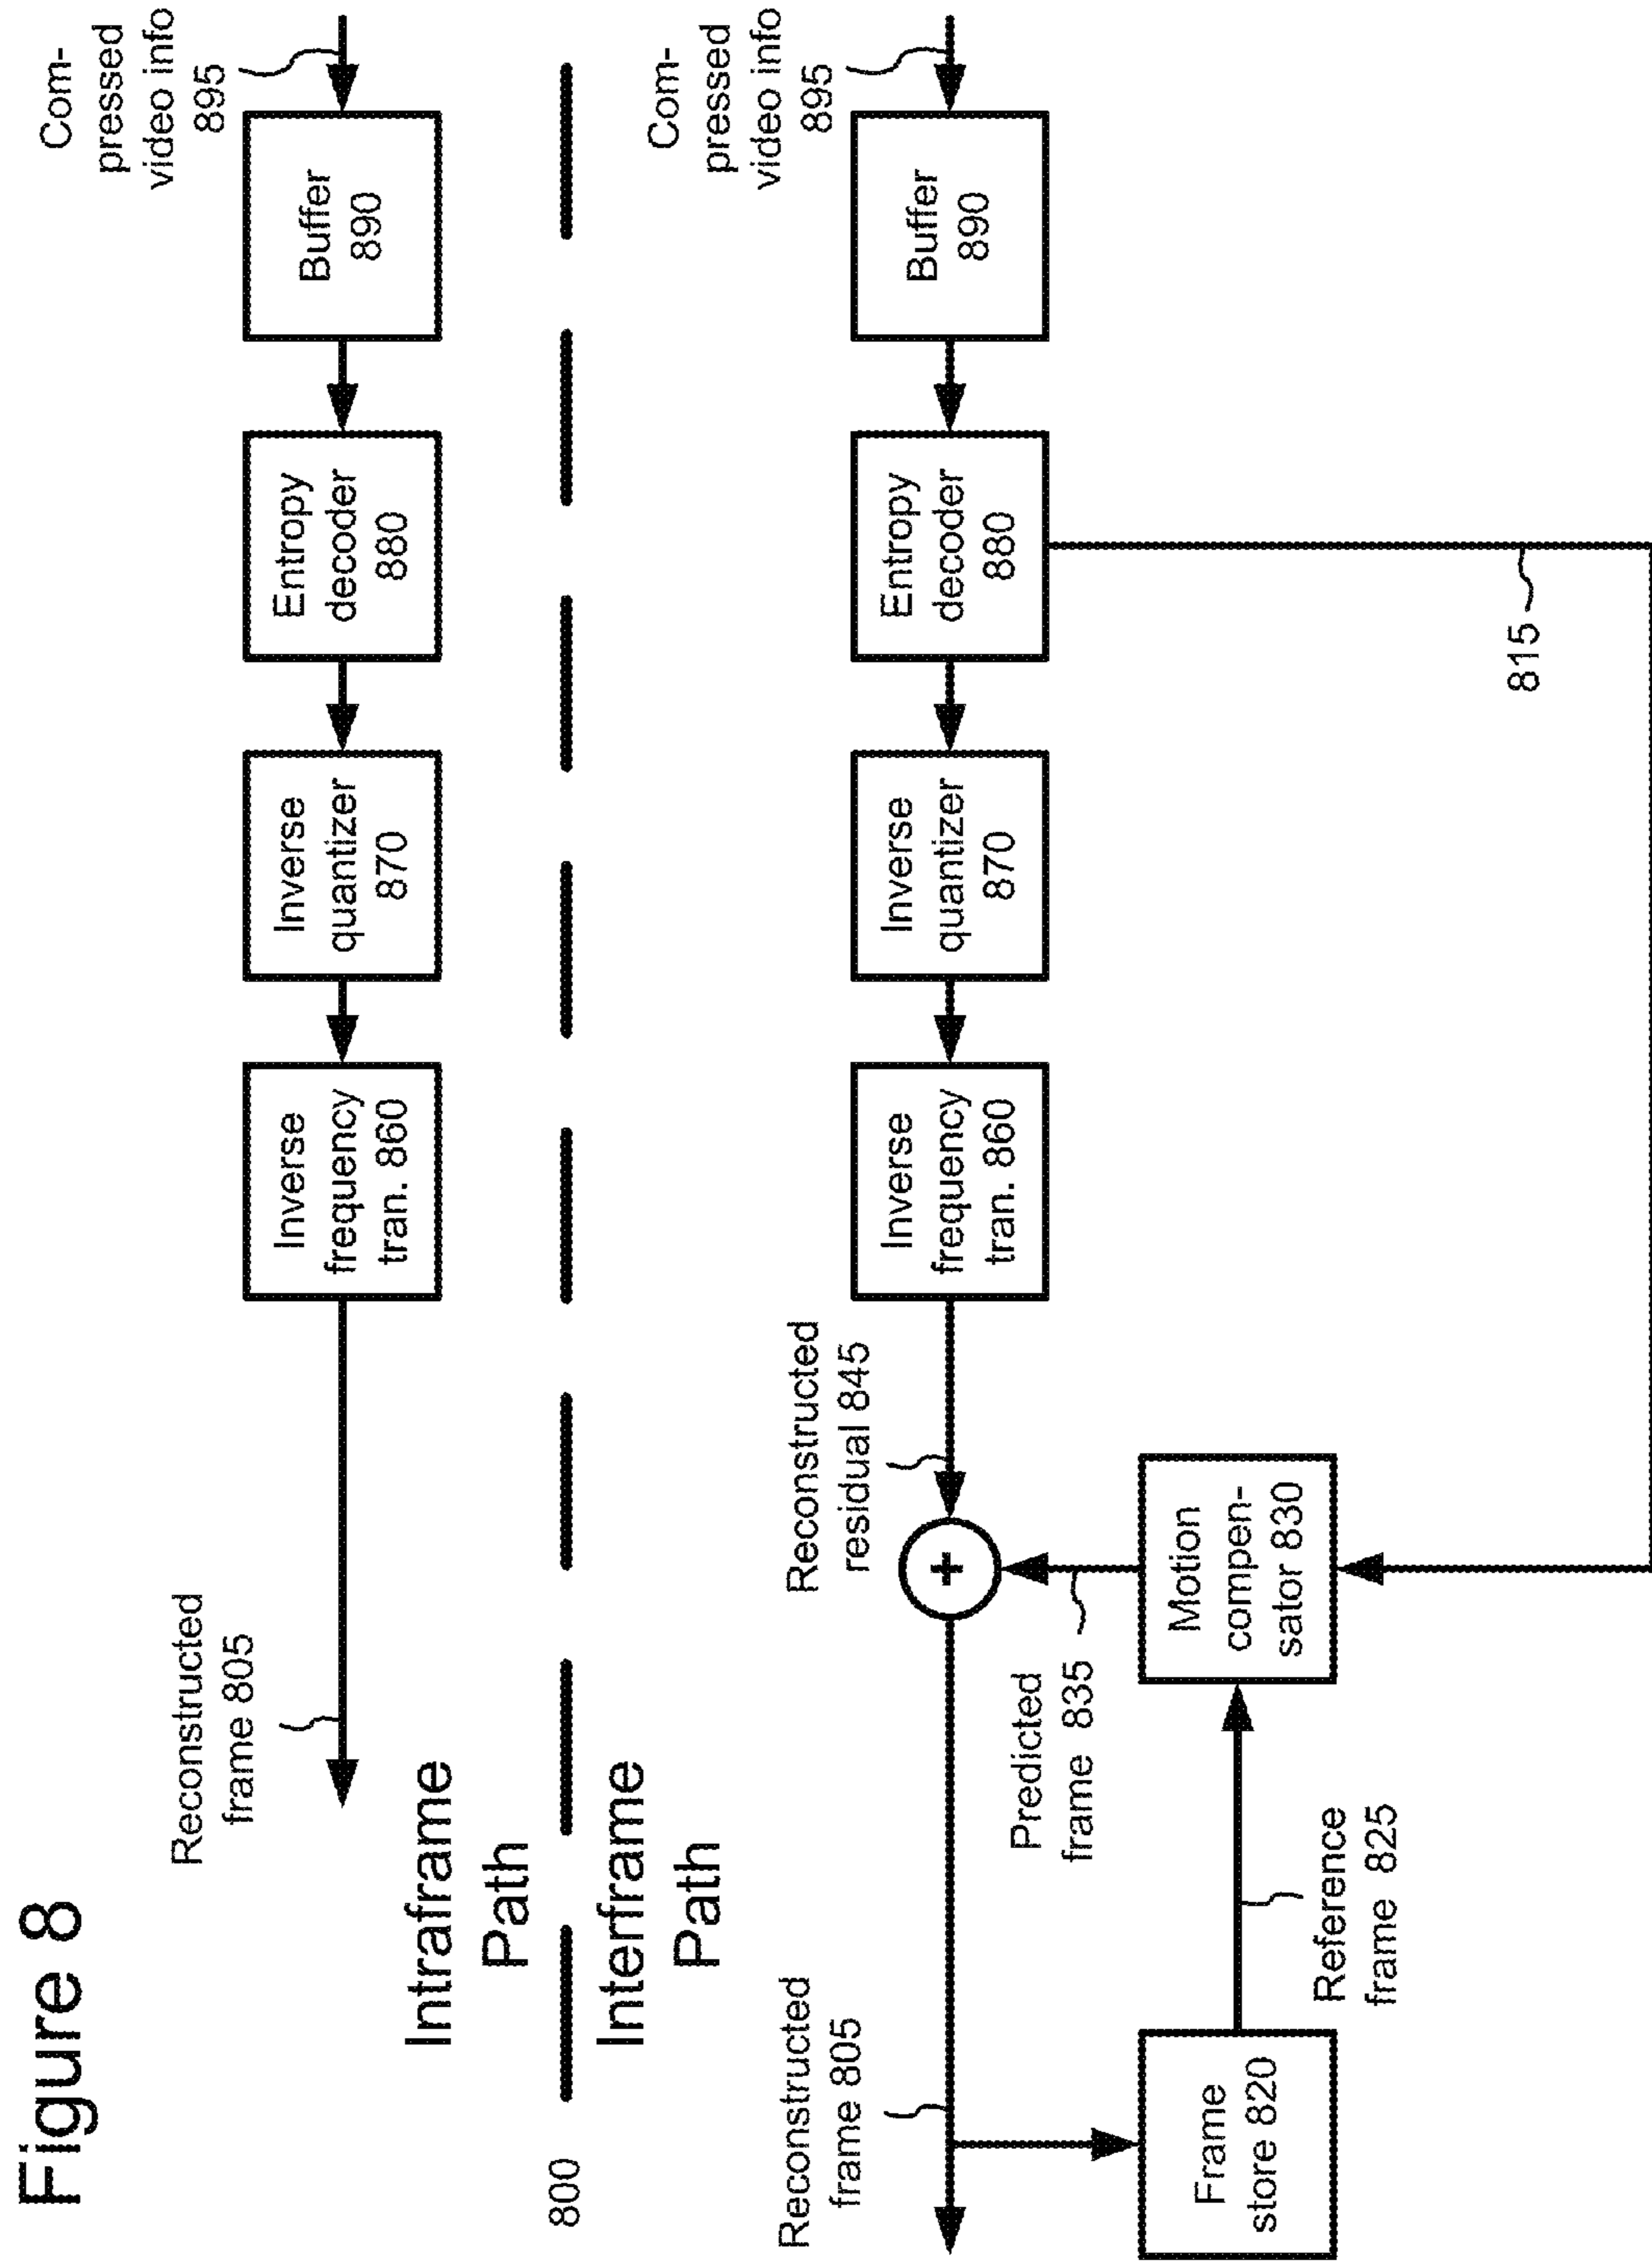 Figure 8
Reconstructed
frame 805
Inverse
frequency
tran. 860
Inverse
quantizer
870
Entropy
decoder
880
Buffer
890
Com-
pressed
video info
895
Intraframe
Path
800
Interframe
Path
Reconstructed
frame 805
Reconstructed
residual 845
+
Inverse
frequency
tran. 860
Inverse
quantizer
870
Entropy
decoder
880
Buffer
890
Com-
pressed
video info
895
Predicted
frame 835
Frame
store 820
Reference
frame 825
Motion
compen-
sator 830
815